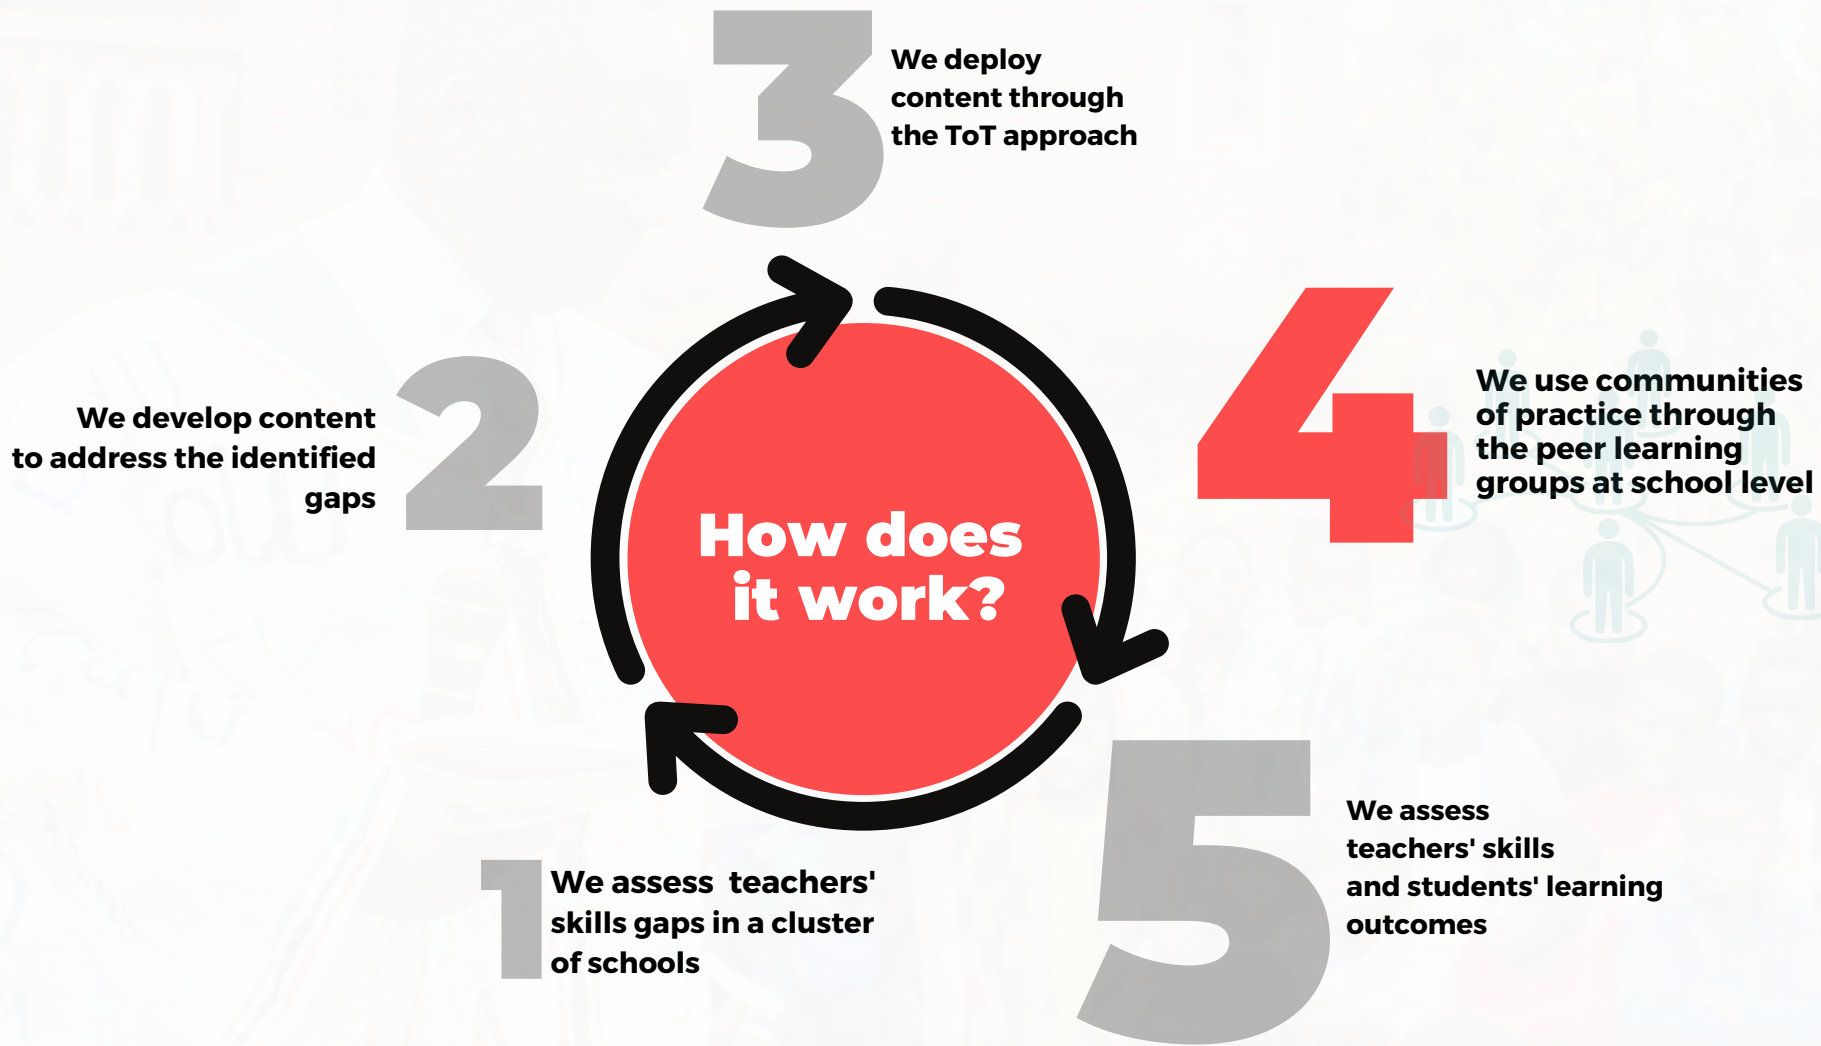 3
We deploy
content through
the ToT approach
4
We use communities
of practice through
the peer learning
groups at school level
2
We develop content
to address the identified
gaps
How does
it work?
5
We assess
teachers' skills
and students' learning
outcomes
1
We assess  teachers'
skills gaps in a cluster
of schools